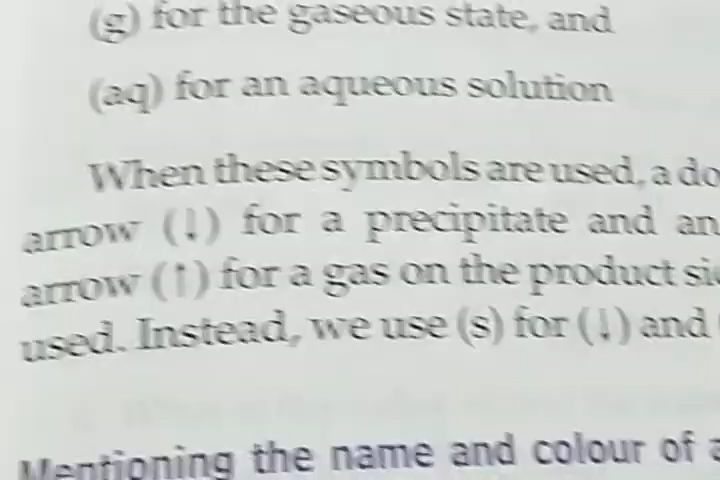 (g) for the gaseous state, and
(aq) for an aqueous solution
When these symbols are used, a do
arrow (↓) for a precipitate and an
arrow (↑) for a gas on the product si
used. Instead, we use (s) for (↓) and
Mentioning the name and colour of a